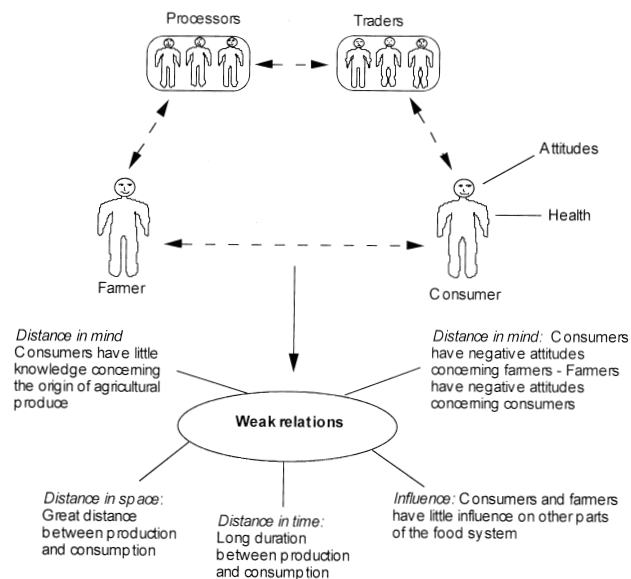 Processors
Traders
Attitudes
Health
Farmer
Consumer
Distance in mind
Consumers have little
knowledge concerning
the origin of agricultural
produce
Distance in mind: Consumers
have negative attitudes
concerning farmers - Farmers
have negative attitudes
concerning consumers
Weak relations
Distance in space:
Great distance
between production
and consumption
Distance in time:
Long duration
between production
and consumption
Influence: Consumers and farmers
have little influence on other parts
of the food system